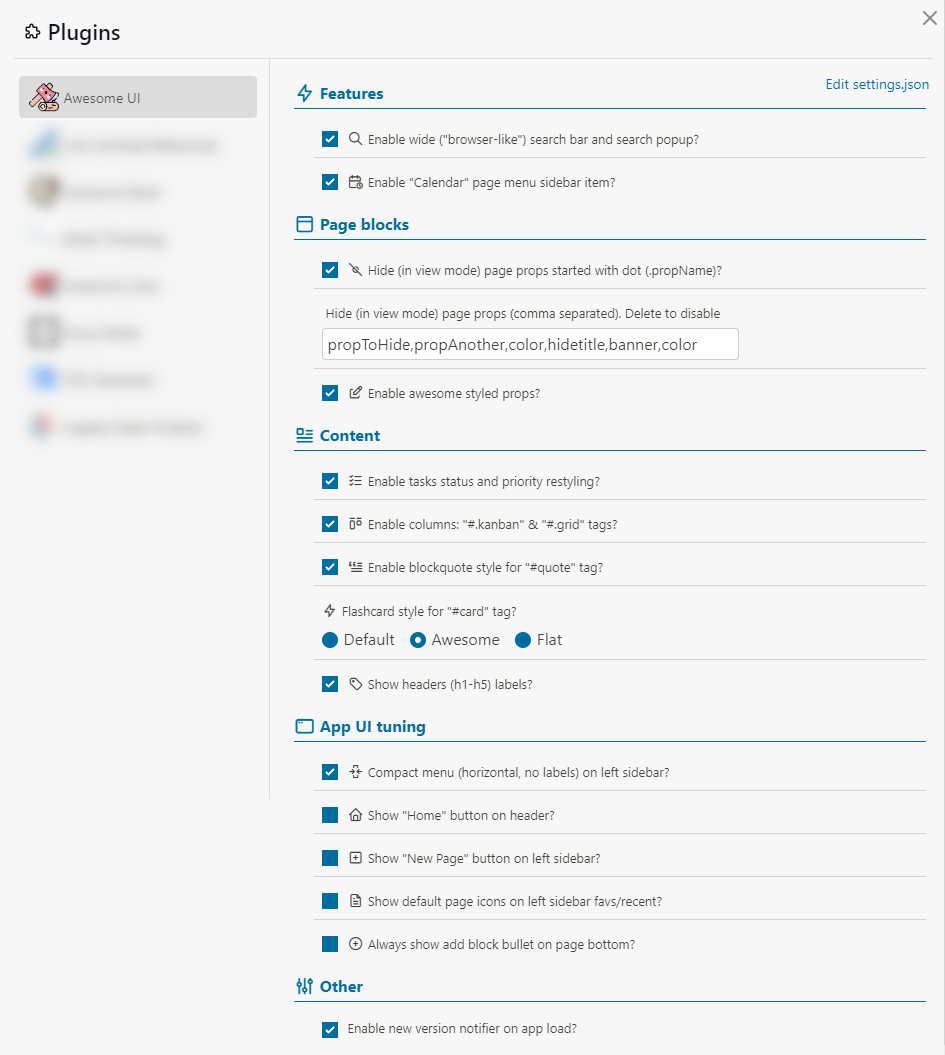 Plugins
Edit settings.json
Awesome UI
Features
Enable wide ("browser-like") search bar and search popup?
Enable "Calendar" page menu sidebar item?
Page blocks
Hide (in view mode) page props started with dot (.propName)?
Hide (in view mode) page props (comma separated). Delete to disable
propToHide,propAnother,color,hidetitle,banner,color
Enable awesome styled props?
Content
Enable tasks status and priority restyling?
Enable columns: "#.kanban" & "#.grid" tags?
Enable blockquote style for "#quote" tag?
Flashcard style for "#card" tag?
Default Awesome Flat
Show headers (h1-h5) labels?
App UI tuning
Compact menu (horizontal, no labels) on left sidebar?
Show "Home" button on header?
Show "New Page" button on left sidebar?
Show default page icons on left sidebar favs/recent?
Always show add block bullet on page bottom?
Other
Enable new version notifier on app load?